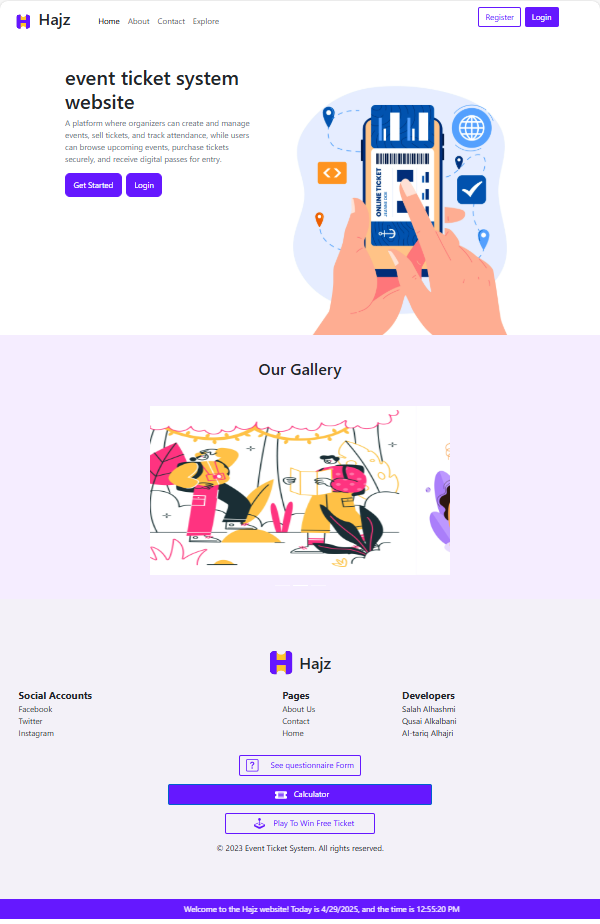 Hajz
Home About Contact Explore
Register Login
event ticket system
website
A platform where organizers can create and manage
events, sell tickets, and track attendance, while users
can browse upcoming events, purchase tickets
securely, and receive digital passes for entry.
Get Started Login
ONLINE TICKET
Our Gallery
Hajz
Social Accounts
Facebook
Twitter
Instagram
Pages
About Us
Contact
Home
Developers
Salah Alhashmi
Qusai Alkalbani
Al-tariq Alhajri
See questionnaire Form
Calculator
Play To Win Free Ticket
© 2023 Event Ticket System. All rights reserved.
Welcome to the Hajz website! Today is 4/29/2025, and the time is 12:55:20 PM